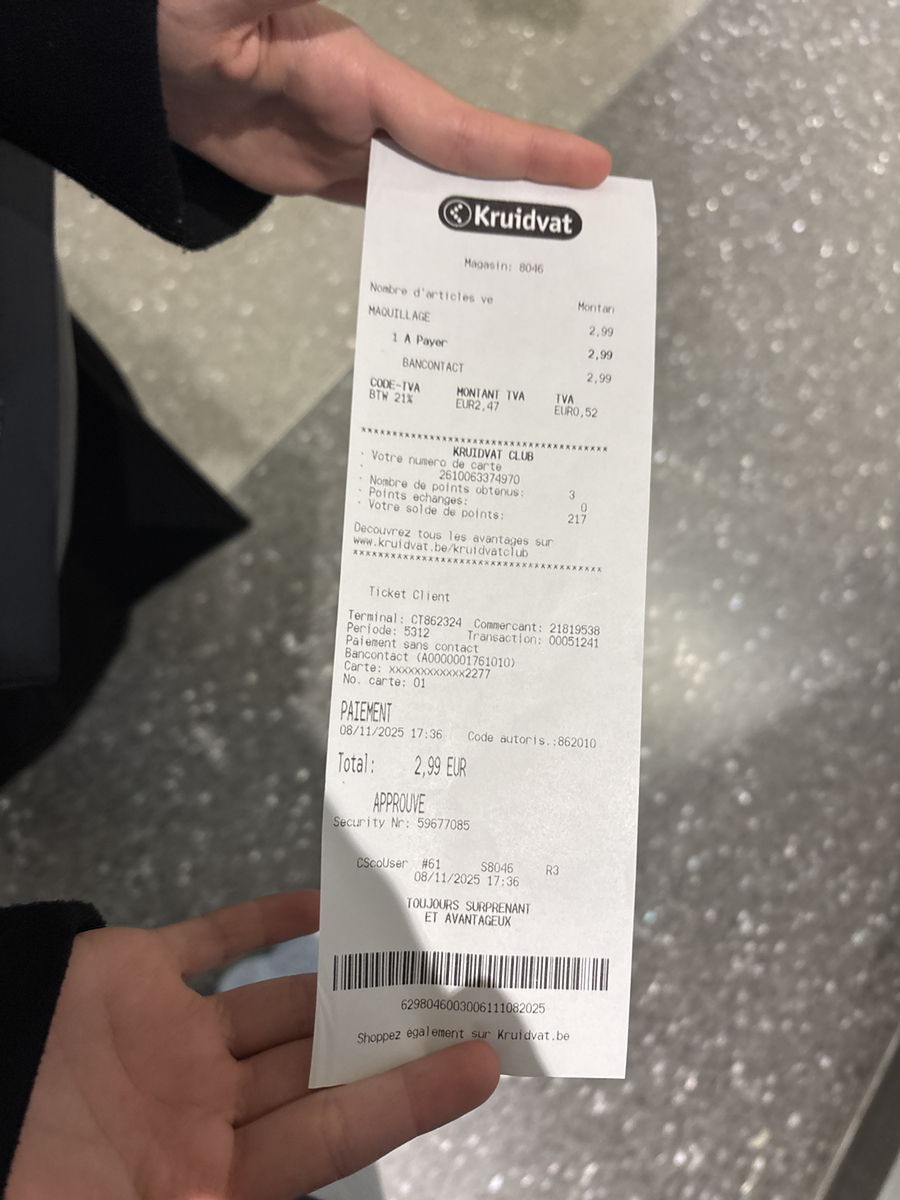 Kruidvat
Magasin: 8046
Nombre d'articles ve Montan
MAQUILLAGE 2,99
1 A Payer 2,99
BANCONTACT 2,99
CODE-TVA MONTANT TVA TVA
BTW 21% EUR2,47 EUR0,52
***************************************
KRUIDVAT CLUB
· Votre numero de carte
· 2610063374970
· Nombre de points obtenus: 3
· Points echanges: 0
· Votre solde de points: 217
Decouvrez tous les avantages sur
www.kruidvat.be/kruidvatclub
***************************************
Ticket Client
Terminal: CT862324 Commercant: 21819538
Periode: 5312 Transaction: 00051241
Paiement sans contact
Bancontact (A0000001761010)
Carte: xxxxxxxxxxxx2277
No. carte: 01
PAIEMENT
08/11/2025 17:36 Code autoris.:862010
Total: 2,99 EUR
APPROUVE
Security Nr: 59677085
CScoUser #61 S8046 R3
08/11/2025 17:36
TOUJOURS SURPRENANT
ET AVANTAGEUX
6298046003006111082025
Shoppez également sur Kruidvat.be